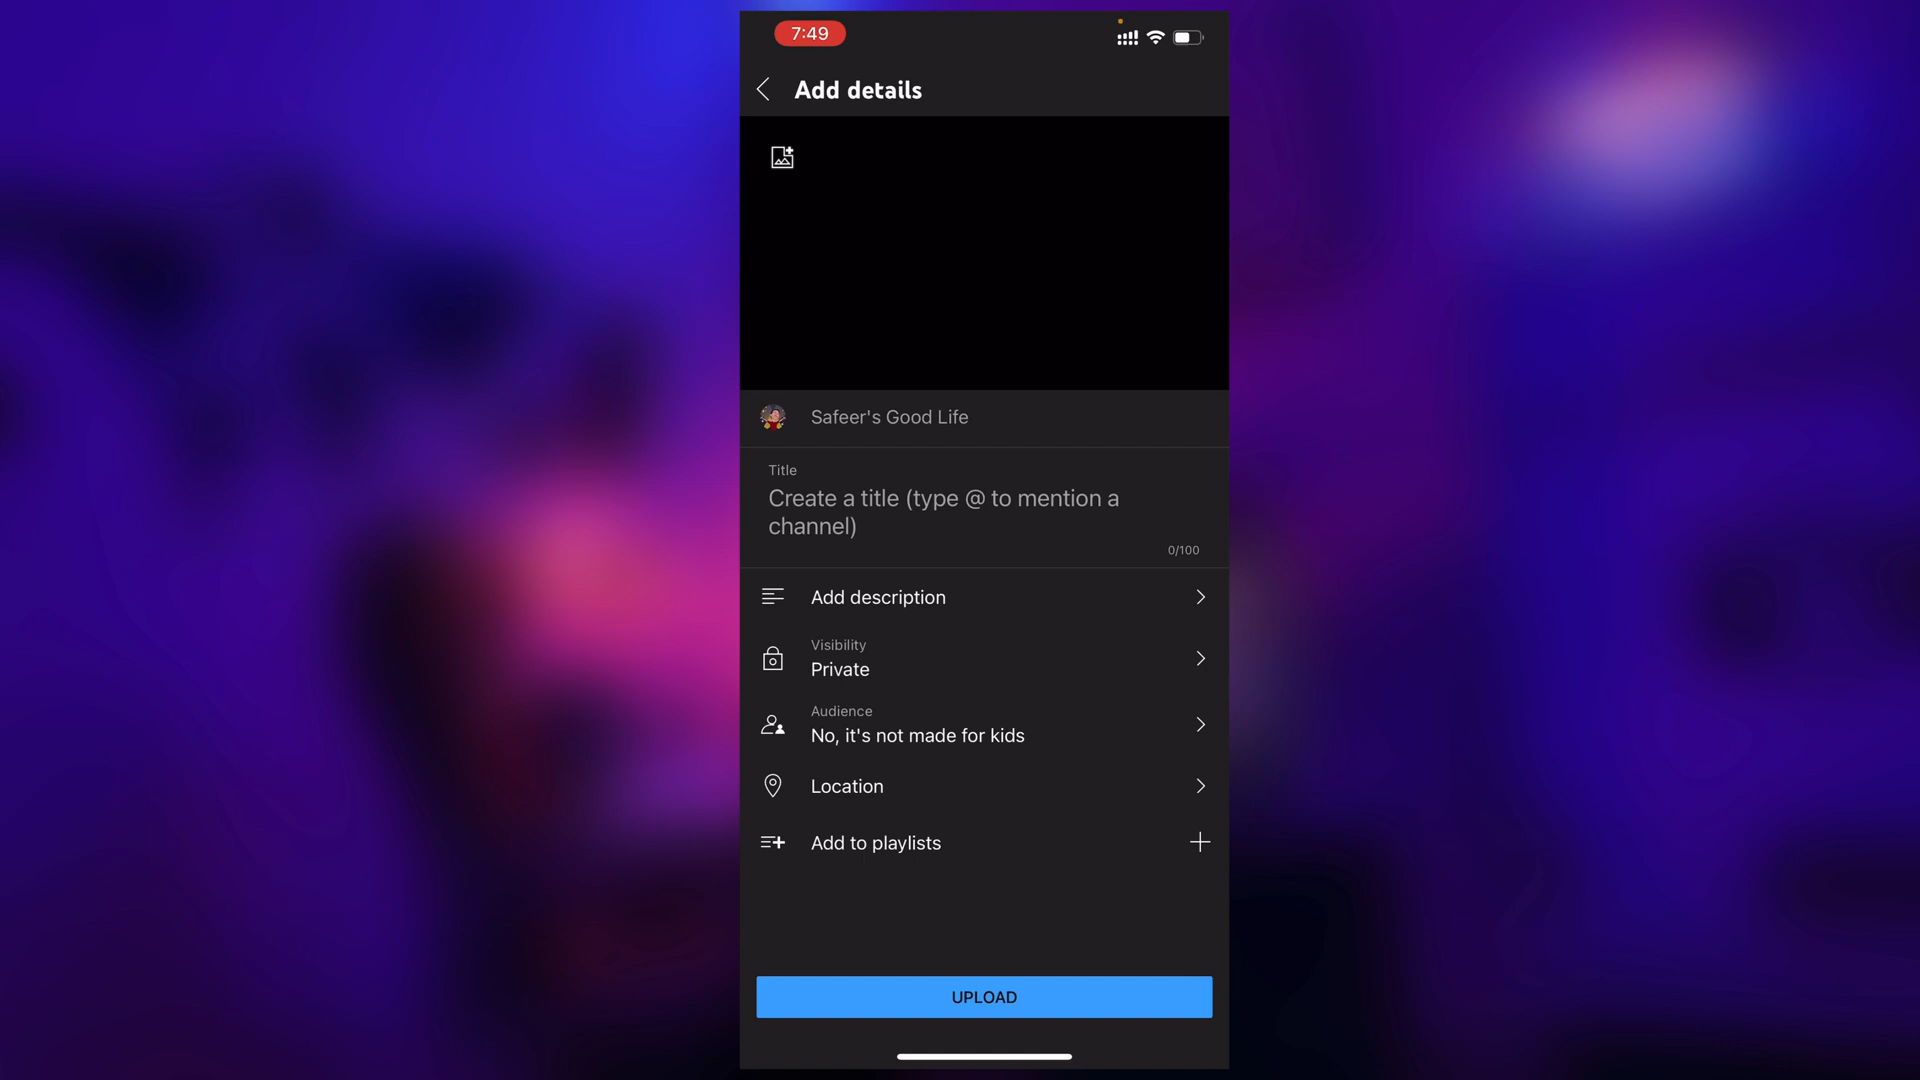 7:49
Add details
Safeer's Good Life
Title
Create a title (type @ to mention a
channel)
0/100
Add description
Visibility
Private
Audience
No, it's not made for kids
Location
Add to playlists
UPLOAD